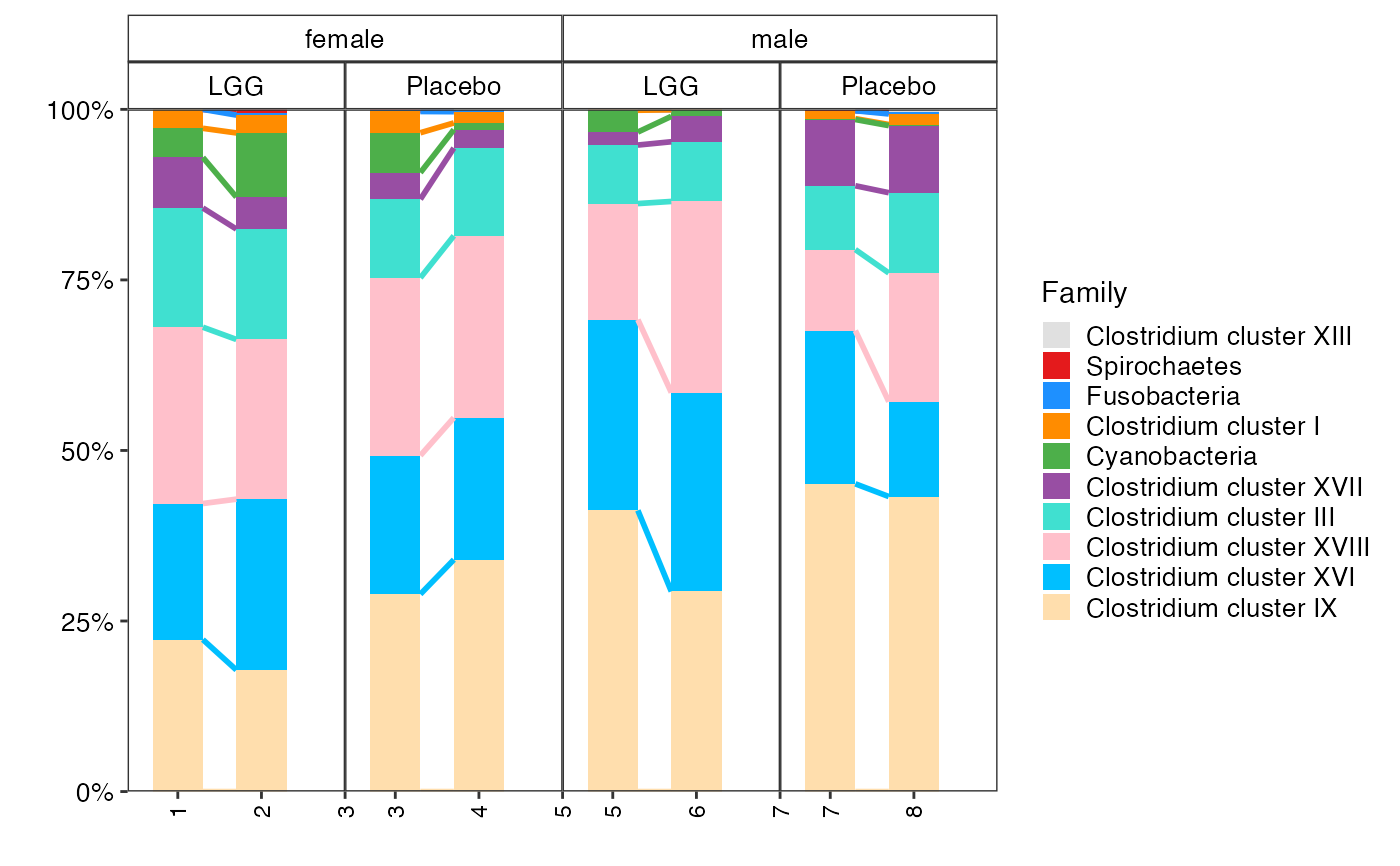 female
male
LGG
Placebo
LGG
Placebo
100%
75%
50%
25%
0%
1
2
3
3
4
5
5
6
7
7
8
Family
Clostridium cluster XIII
Spirochaetes
Fusobacteria
Clostridium cluster I
Cyanobacteria
Clostridium cluster XVII
Clostridium cluster III
Clostridium cluster XVIII
Clostridium cluster XVI
Clostridium cluster IX